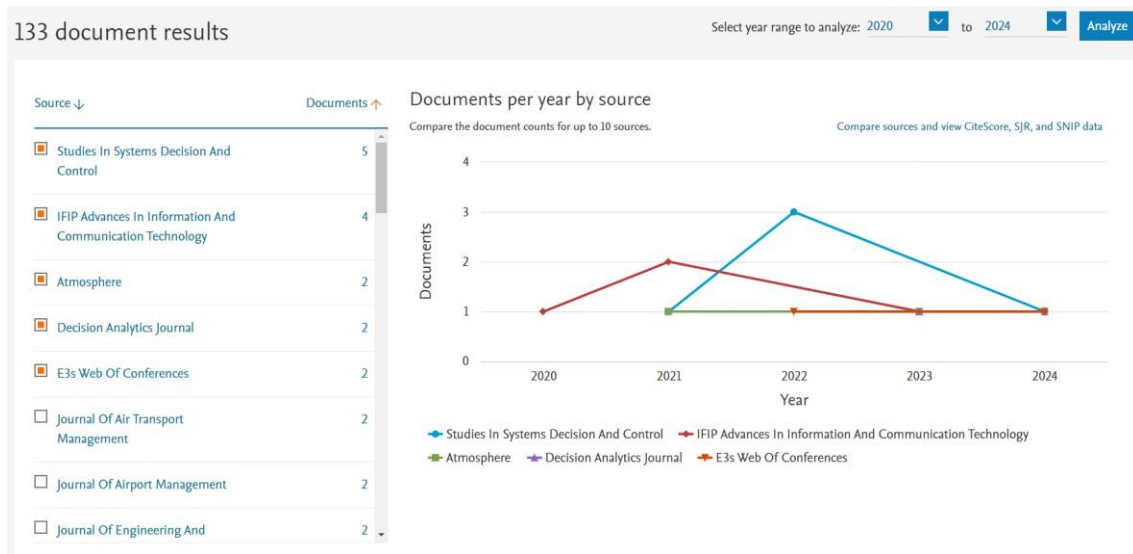 133 document results
Select year range to analyze: 2020 to 2024 Analyze
Source ↓ Documents ↑
Studies In Systems Decision And 5
Control
IFIP Advances In Information And 4
Communication Technology
Atmosphere 2
Decision Analytics Journal 2
E3s Web Of Conferences 2
Journal Of Air Transport 2
Management
Journal Of Airport Management 2
Journal Of Engineering And 2
Documents per year by source
Compare the document counts for up to 10 sources. Compare sources and view CiteScore, SJR, and SNIP data
4
3
2
1
0
Documents
2020 2021 2022 2023 2024
Year
Studies In Systems Decision And Control IFIP Advances In Information And Communication Technology
Atmosphere Decision Analytics Journal E3s Web Of Conferences